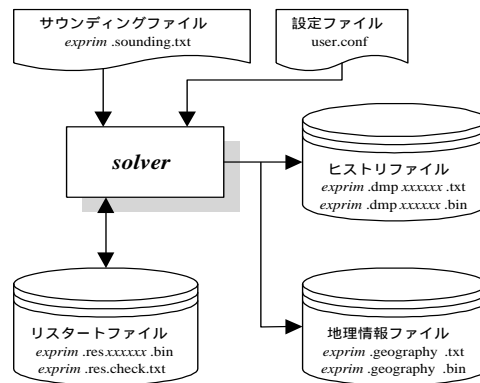 サウンディングファイル
exprim .sounding.txt
設定ファイル
user.conf
solver
ヒストリファイル
exprim .dmp xxxxxx .txt
exprim .dmp xxxxxx .bin
リスタートファイル
exprim .res.xxxxxx .bin
exprim .res.check.txt
地理情報ファイル
exprim .geography .txt
exprim .geography .bin